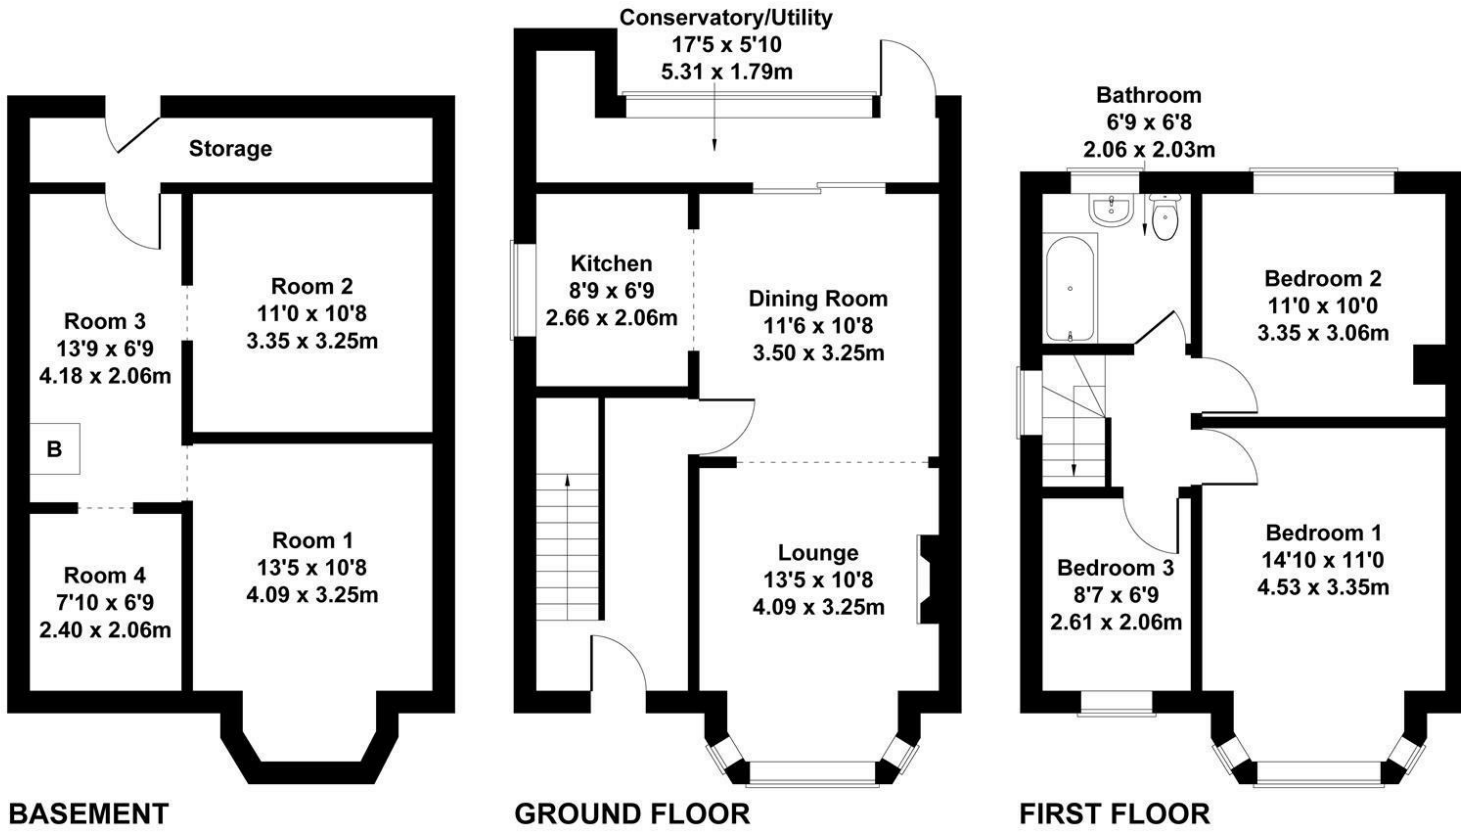 Storage
Room 2
11'0 x 10'8
3.35 x 3.25m
Room 3
13'9 x 6'9
4.18 x 2.06m
B
Room 1
13'5 x 10'8
4.09 x 3.25m
Room 4
7'10 x 6'9
2.40 x 2.06m
BASEMENT
Conservatory/Utility
17'5 x 5'10
5.31 x 1.79m
Kitchen
8'9 x 6'9
2.66 x 2.06m
Dining Room
11'6 x 10'8
3.50 x 3.25m
Lounge
13'5 x 10'8
4.09 x 3.25m
GROUND FLOOR
Bathroom
6'9 x 6'8
2.06 x 2.03m
Bedroom 2
11'0 x 10'0
3.35 x 3.06m
Bedroom 1
14'10 x 11'0
4.53 x 3.35m
Bedroom 3
8'7 x 6'9
2.61 x 2.06m
FIRST FLOOR